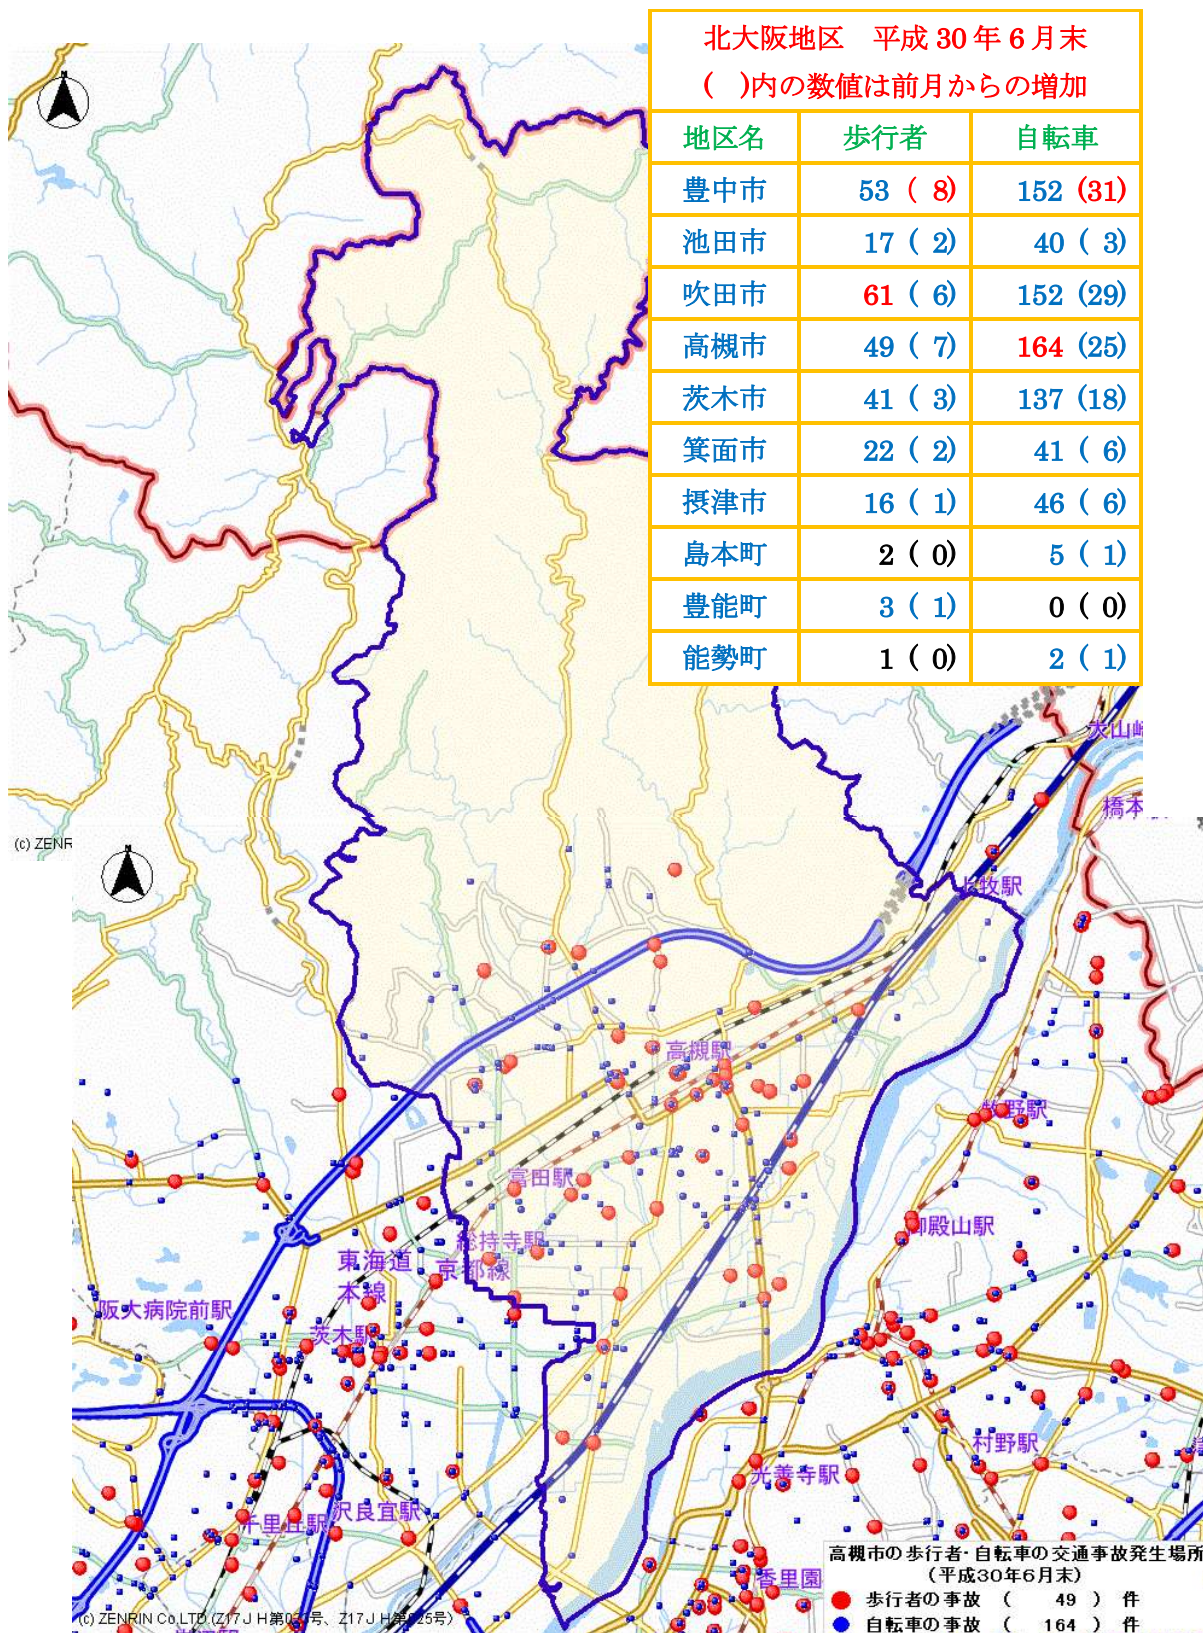 北大阪地区　平成 30 年 6 月末
(　)内の数値は前月からの増加
地区名　歩行者　自転車
豊中市　53 ( 8)　152 (31)
池田市　17 ( 2)　40 ( 3)
吹田市　61 ( 6)　152 (29)
高槻市　49 ( 7)　164 (25)
茨木市　41 ( 3)　137 (18)
箕面市　22 ( 2)　41 ( 6)
摂津市　16 ( 1)　46 ( 6)
島本町　2 ( 0)　5 ( 1)
豊能町　3 ( 1)　0 ( 0)
能勢町　1 ( 0)　2 ( 1)
大山崎
橋本
(c) ZENR
上牧駅
高槻駅
牧野駅
富田駅
御殿山駅
総持寺駅
東海道
本線
京都線
阪大病院前駅
茨木駅
村野駅
光善寺駅
沢良宜駅
千里丘駅
香里園
高槻市の歩行者・自転車の交通事故発生場所
(平成30年6月末)
歩行者の事故 ( 49 ) 件
自転車の事故 ( 164 ) 件
(c) ZENRIN Co.,LTD.